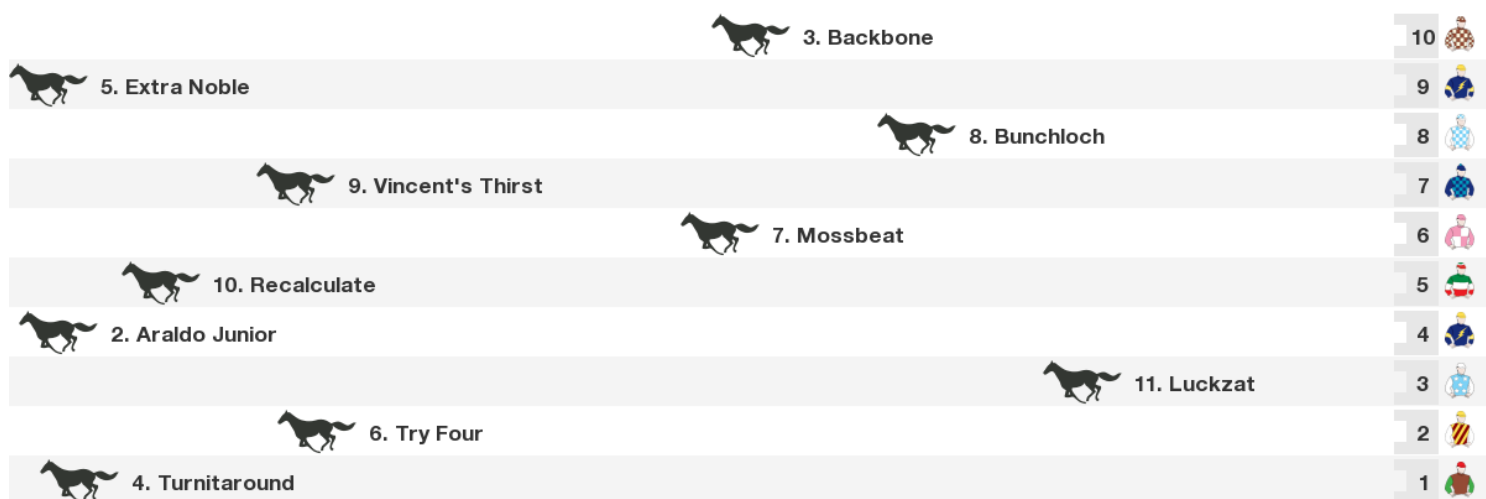 3. Backbone 10
5. Extra Noble 9
8. Bunchloch 8
9. Vincent's Thirst 7
7. Mossbeat 6
10. Recalculate 5
2. Araldo Junior 4
11. Luckzat 3
6. Try Four 2
4. Turnitaround 1